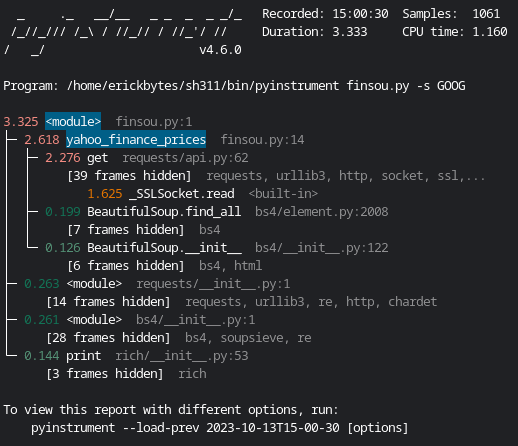 Recorded: 15:00:30 Samples: 1061
Duration: 3.333 CPU time: 1.160
v4.6.0
Program: /home/erickbytes/sh311/bin/pyinstrument finsou.py -s GOOG
3.325 <module> finsou.py:1
2.618 yahoo_finance_prices finsou.py:14
2.276 get requests/api.py:62
[39 frames hidden] requests, urllib3, http, socket, ssl,...
1.625 _SSLSocket.read <built-in>
0.199 BeautifulSoup.find_all bs4/element.py:2008
[7 frames hidden] bs4
0.126 BeautifulSoup.__init__ bs4/__init__.py:122
[6 frames hidden] bs4, html
0.263 <module> requests/__init__.py:1
[14 frames hidden] requests, urllib3, re, http, chardet
0.261 <module> bs4/__init__.py:1
[28 frames hidden] bs4, soupsieve, re
0.144 print rich/__init__.py:53
[3 frames hidden] rich
To view this report with different options, run:
pyinstrument --load-prev 2023-10-13T15-00-30 [options]